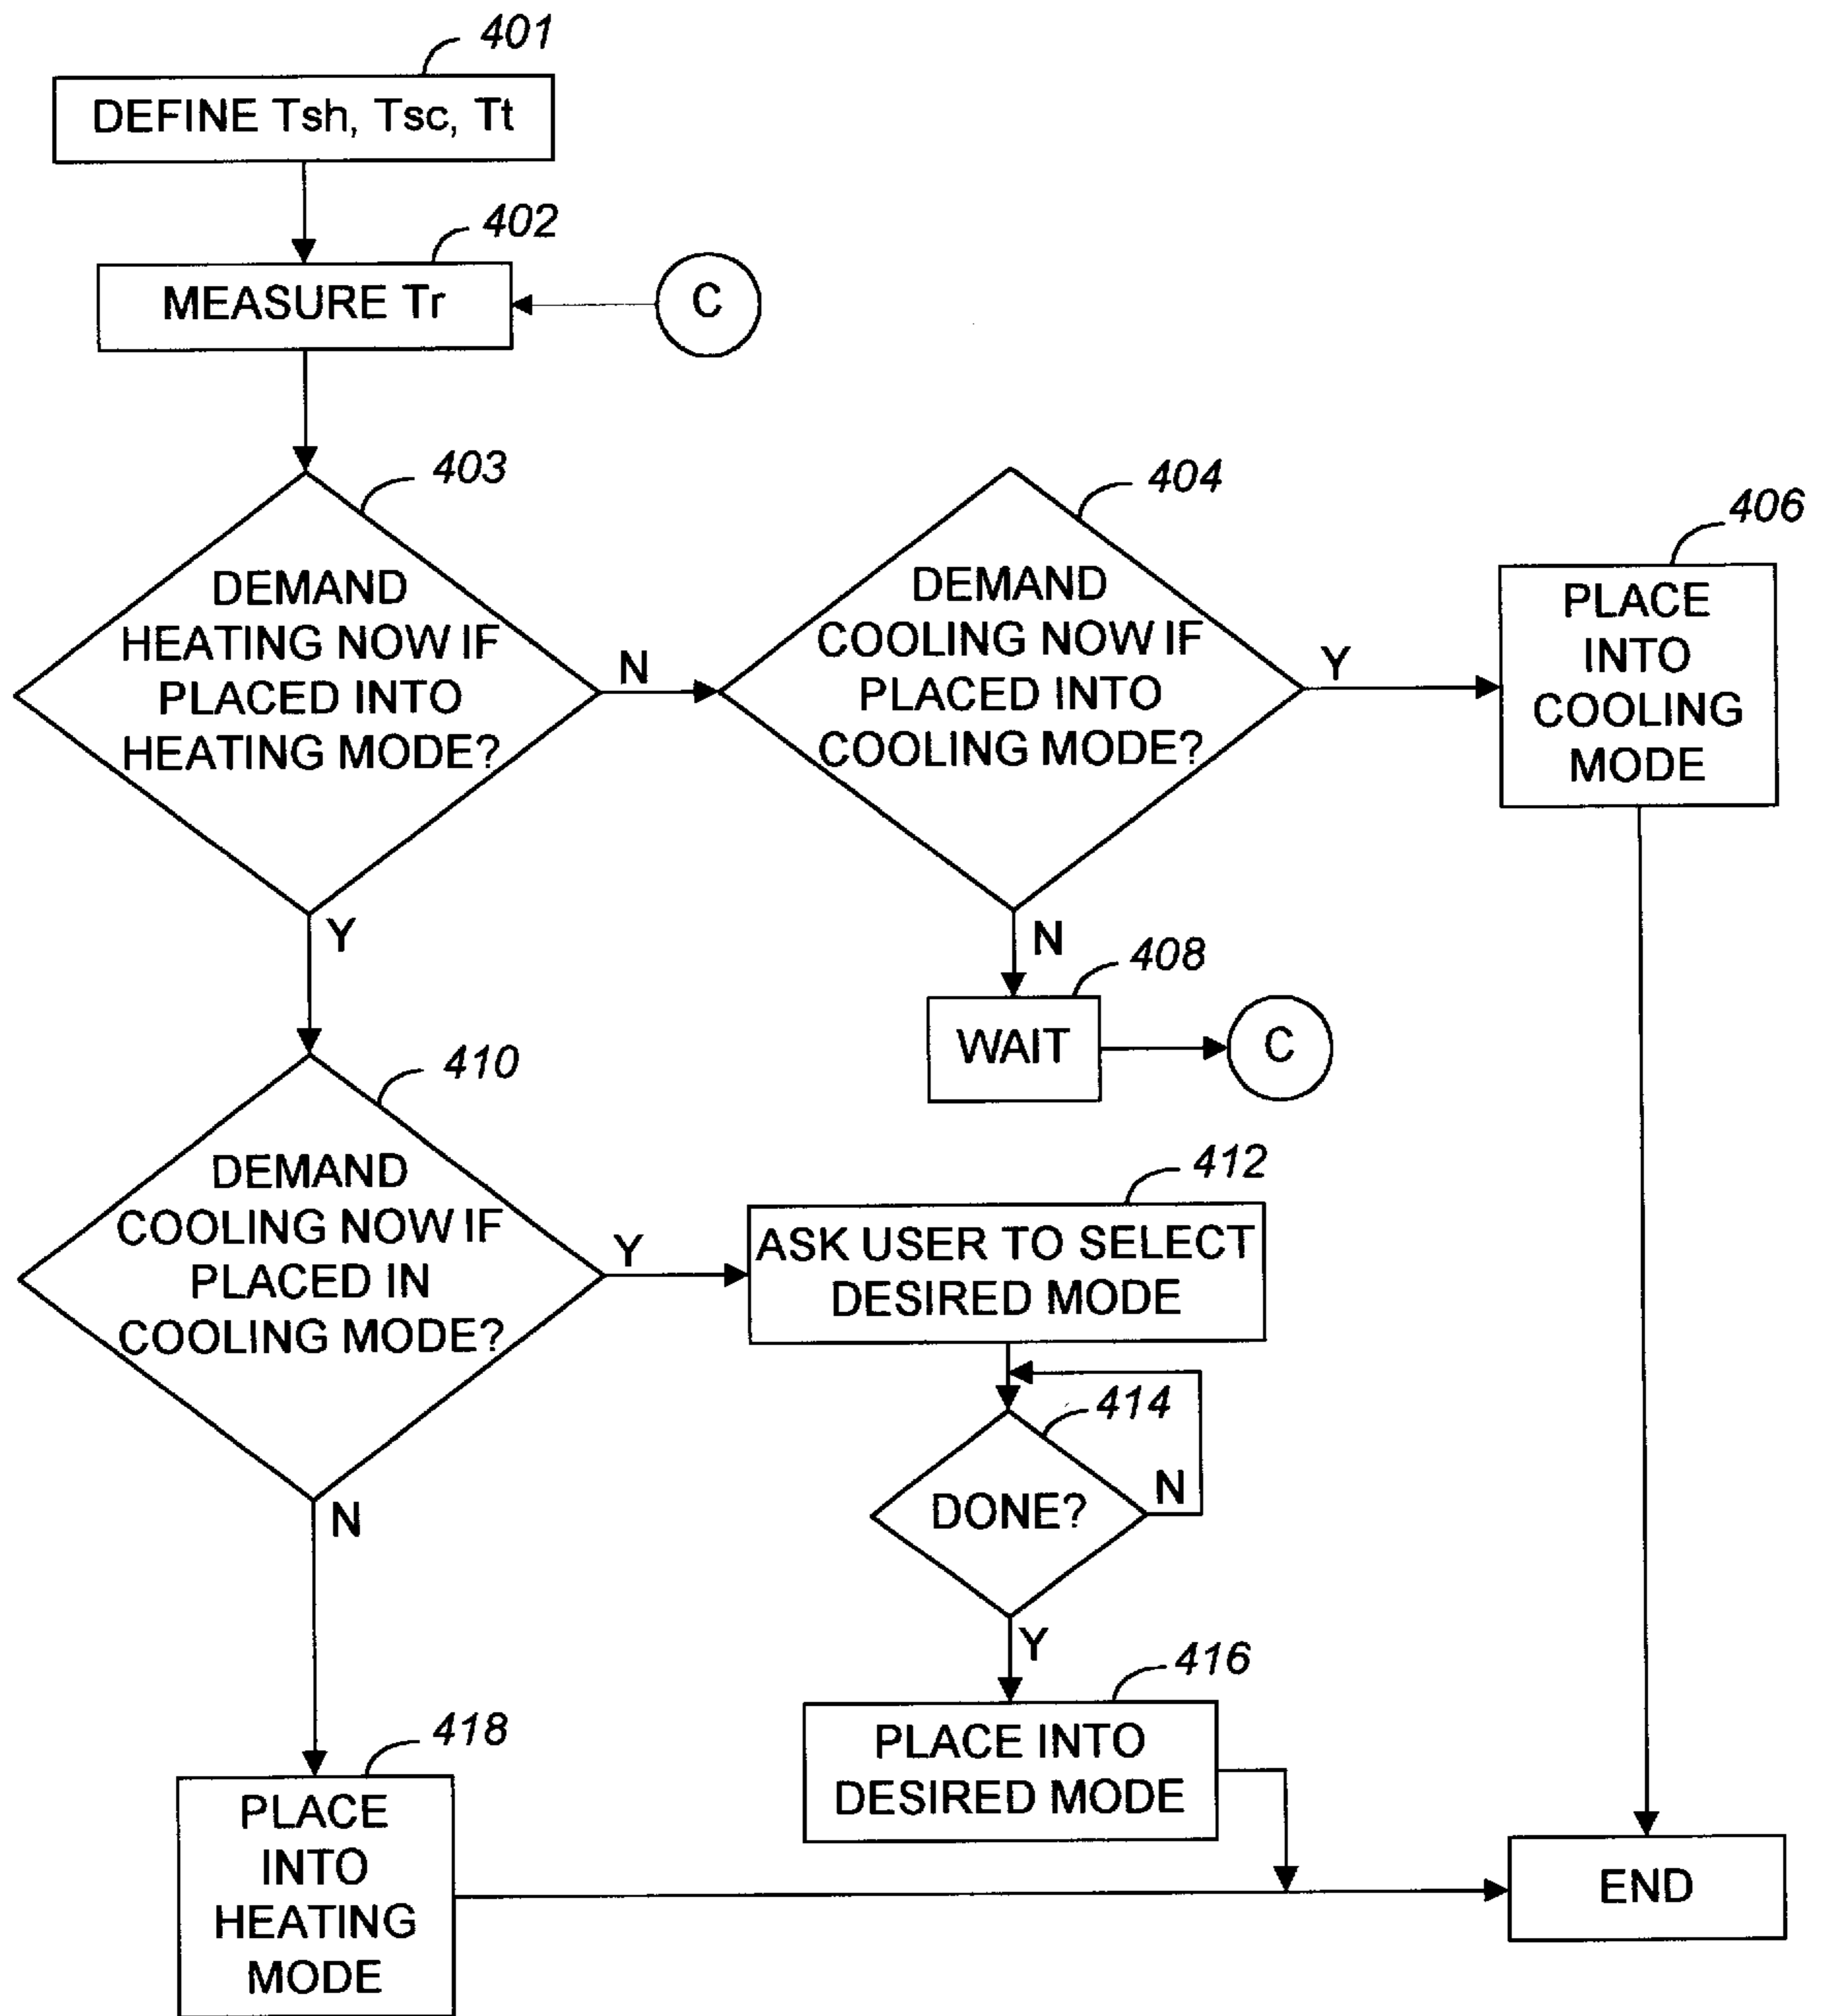 401
DEFINE Tsh, Tsc, Tt
402
MEASURE Tr
C
403
DEMAND
HEATING NOW IF
PLACED INTO
HEATING MODE?
N
Y
404
DEMAND
COOLING NOW IF
PLACED INTO
COOLING MODE?
Y
N
406
PLACE
INTO
COOLING
MODE
408
WAIT
C
410
DEMAND
COOLING NOW IF
PLACED IN
COOLING MODE?
Y
N
412
ASK USER TO SELECT
DESIRED MODE
414
DONE?
N
Y
416
PLACE INTO
DESIRED MODE
418
PLACE
INTO
HEATING
MODE
END